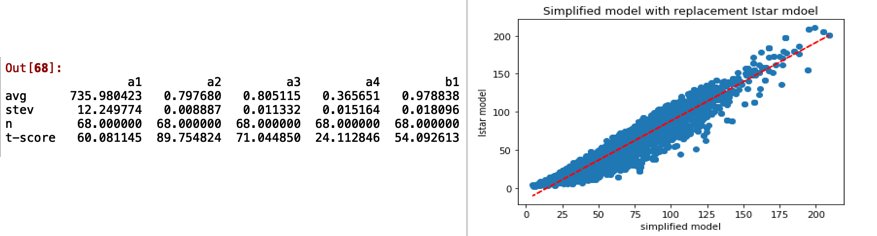 Out[68]:
a1 a2 a3 a4 b1
avg 735.980423 0.797680 0.805115 0.365651 0.978838
stev 12.249774 0.008887 0.011332 0.015164 0.018096
n 68.000000 68.000000 68.000000 68.000000 68.000000
t-score 60.081145 89.754824 71.044850 24.112846 54.092613
Simplified model with replacement Istar mdoel
200
150
100
50
0
Istar model
0 25 50 75 100 125 150 175 200
simplified model